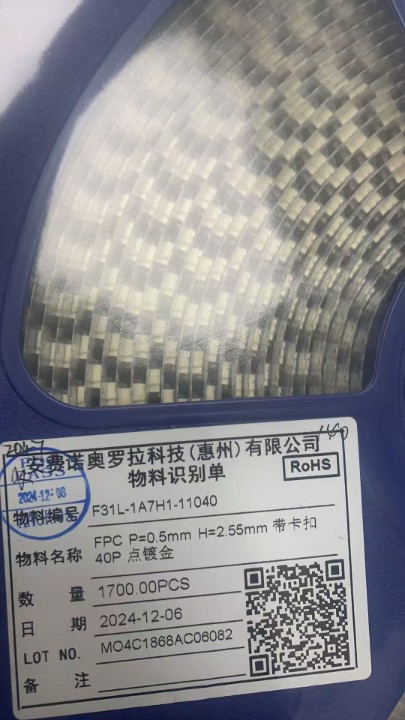 安费诺奥罗拉科技(惠州)有限公司
物料识别单
RoHS
2024-12-08
物料编号 F31L-1A7H1-11040
物料名称 FPC P=0.5mm H=2.55mm 带卡扣
40P 点镀金
数 量 1700.00PCS
日 期 2024-12-06
LOT NO. MO4C1868AC06082
备 注